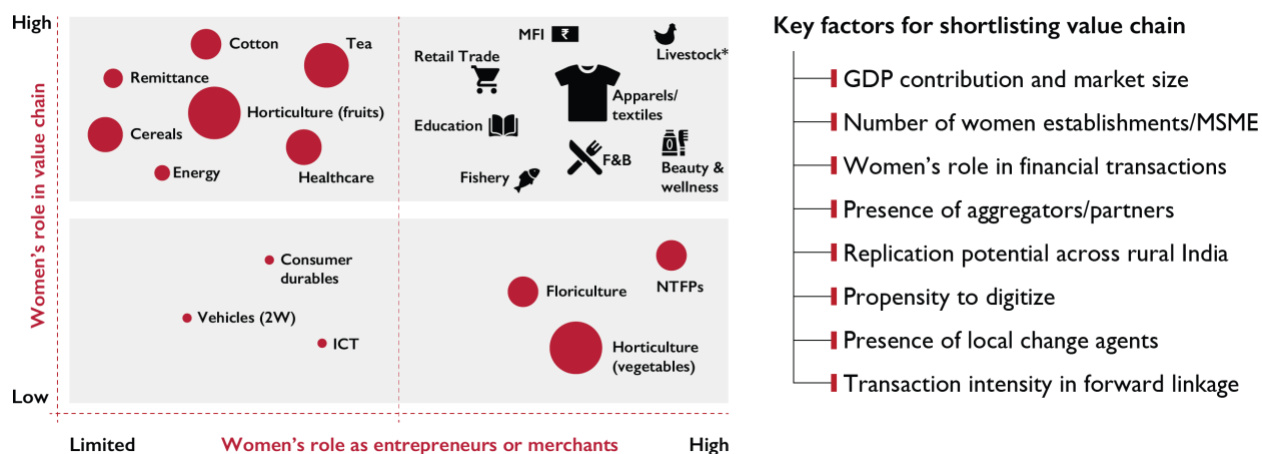 High
Women's role in value chain
Low
Cotton
Tea
Remittance
Horticulture (fruits)
Cereals
Energy
Healthcare
MFI
₹
Livestock*
Retail Trade
Apparels/
textiles
Education
F&B
Fishery
Beauty &
wellness
Consumer
durables
Vehicles (2W)
ICT
NTFPs
Floriculture
Horticulture
(vegetables)
Limited
Women's role as entrepreneurs or merchants
High
Key factors for shortlisting value chain
GDP contribution and market size
Number of women establishments/MSME
Women's role in financial transactions
Presence of aggregators/partners
Replication potential across rural India
Propensity to digitize
Presence of local change agents
Transaction intensity in forward linkage